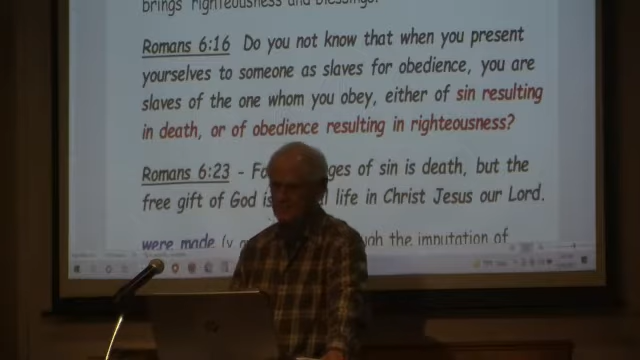 brings righteousness and blessings.
Romans 6:16 Do you not know that when you present
yourselves to someone as slaves for obedience, you are
slaves of the one whom you obey, either of sin resulting
in death, or of obedience resulting in righteousness?
Romans 6:23 - ges of sin is death, but the
free gift of God is life in Christ Jesus our Lord.
were made the imputation of